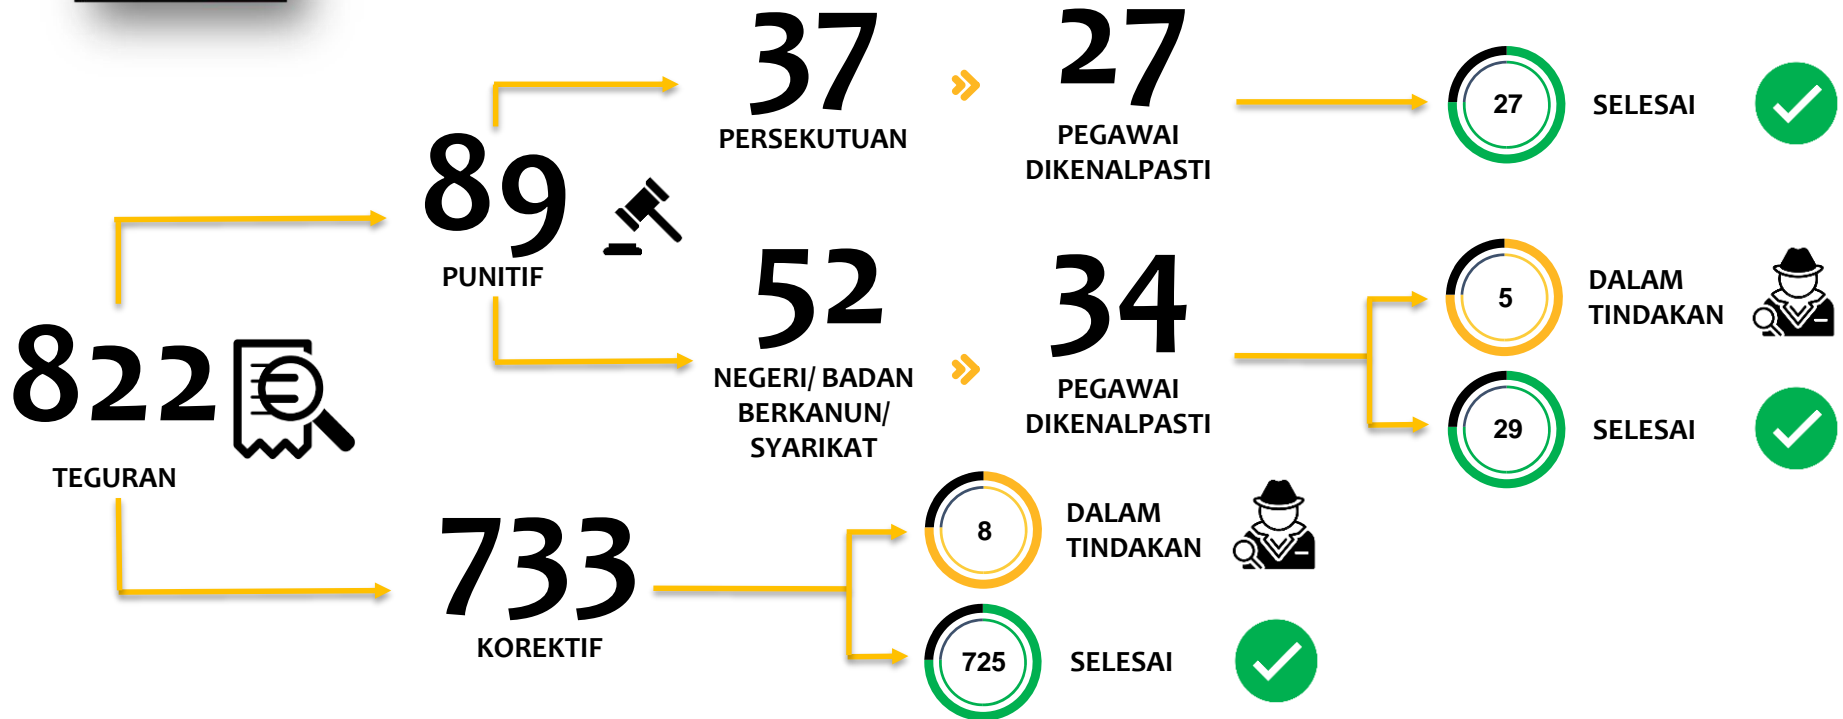 822
TEGURAN
89
PUNITIF
37
PERSEKUTUAN
27
PEGAWAI
DIKENALPASTI
27
SELESAI
52
NEGERI/ BADAN
BERKANUN/
SYARIKAT
34
PEGAWAI
DIKENALPASTI
5
DALAM
TINDAKAN
29
SELESAI
733
KOREKTIF
8
DALAM
TINDAKAN
725
SELESAI